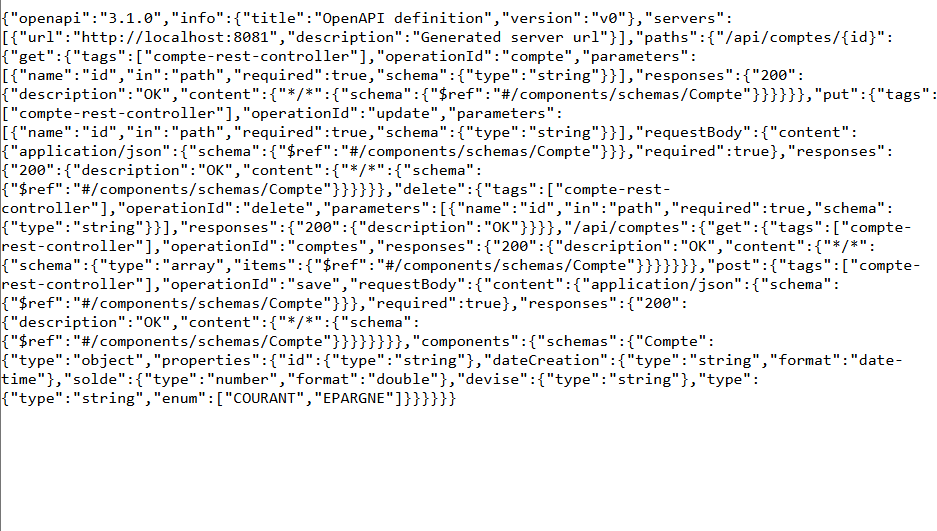 {"openapi":"3.1.0","info":{"title":"OpenAPI definition","version":"v0"},"servers":
[{"url":"http://localhost:8081","description":"Generated server url"}],"paths":{"/api/comptes/{id}":
{"get":{"tags":["compte-rest-controller"],"operationId":"compte","parameters":
[{"name":"id","in":"path","required":true,"schema":{"type":"string"}}],"responses":{"200":
{"description":"OK","content":{"*/*":{"schema":{"$ref":"#/components/schemas/Compte"}}}}}},"put":{"tags":
["compte-rest-controller"],"operationId":"update","parameters":
[{"name":"id","in":"path","required":true,"schema":{"type":"string"}}],"requestBody":{"content":
{"application/json":{"schema":{"$ref":"#/components/schemas/Compte"}}},"required":true},"responses":
{"200":{"description":"OK","content":{"*/*":{"schema":
{"$ref":"#/components/schemas/Compte"}}}}}},"delete":{"tags":["compte-rest-
controller"],"operationId":"delete","parameters":[{"name":"id","in":"path","required":true,"schema":
{"type":"string"}}],"responses":{"200":{"description":"OK"}}}},"/api/comptes":{"get":{"tags":["compte-
rest-controller"],"operationId":"comptes","responses":{"200":{"description":"OK","content":{"*/*":
{"schema":{"type":"array","items":{"$ref":"#/components/schemas/Compte"}}}}}}},"post":{"tags":["compte-
rest-controller"],"operationId":"save","requestBody":{"content":{"application/json":{"schema":
{"$ref":"#/components/schemas/Compte"}}},"required":true},"responses":{"200":
{"description":"OK","content":{"*/*":{"schema":
{"$ref":"#/components/schemas/Compte"}}}}}}}},"components":{"schemas":{"Compte":
{"type":"object","properties":{"id":{"type":"string"},"dateCreation":{"type":"string","format":"date-
time"},"solde":{"type":"number","format":"double"},"devise":{"type":"string"},"type":
{"type":"string","enum":["COURANT","EPARGNE"]}}}}}}